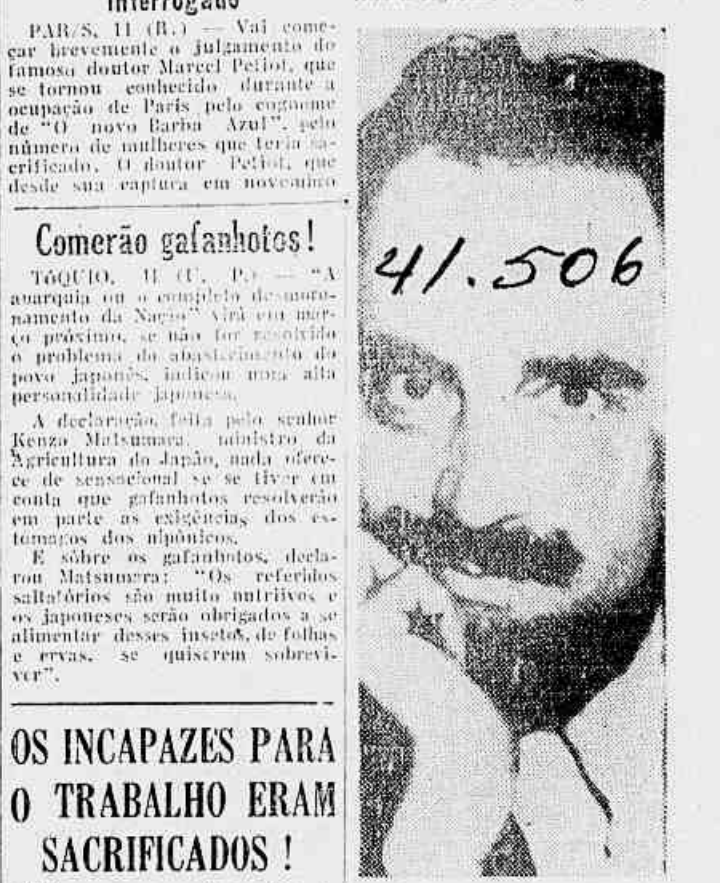 Interrogado
PARIS, 11 (R.) — Vai come-
çar brevemente o julgamento do
famoso doutor Marcel Petiot, que
se tornou conhecido durante a
ocupação de Paris pelo cognome
de "O novo Barba Azul", pelo
número de mulheres que teria sa-
crificado. O doutor Petiot, que
desde sua captura em novembro
Comerão gafanhotos!
TÓQUIO, 11 (U. P.) — "A
anarquia ou o completo desmoro-
namento da Nação" virá em mar-
ço próximo, se não for resolvido
o problema do abastecimento do
povo japonês, indicou uma alta
personalidade japonesa.
A declaração, feita pelo senhor
Kenzo Matsumara, ministro da
Agricultura do Japão, nada ofere-
ce de sensacional se se tiver em
conta que gafanhotos resolverão
em parte as exigências dos es-
tomagos dos nipônicos.
E sôbre os gafanhotos, decla-
rou Matsumara: "Os referidos
saltatórios são muito nutriivos e
os japoneses serão obrigados a se
alimentar desses insetos, de folhas
e ervas, se quiserem sobrevi-
ver".
OS INCAPAZES PARA
O TRABALHO ERAM
SACRIFICADOS !
41.506